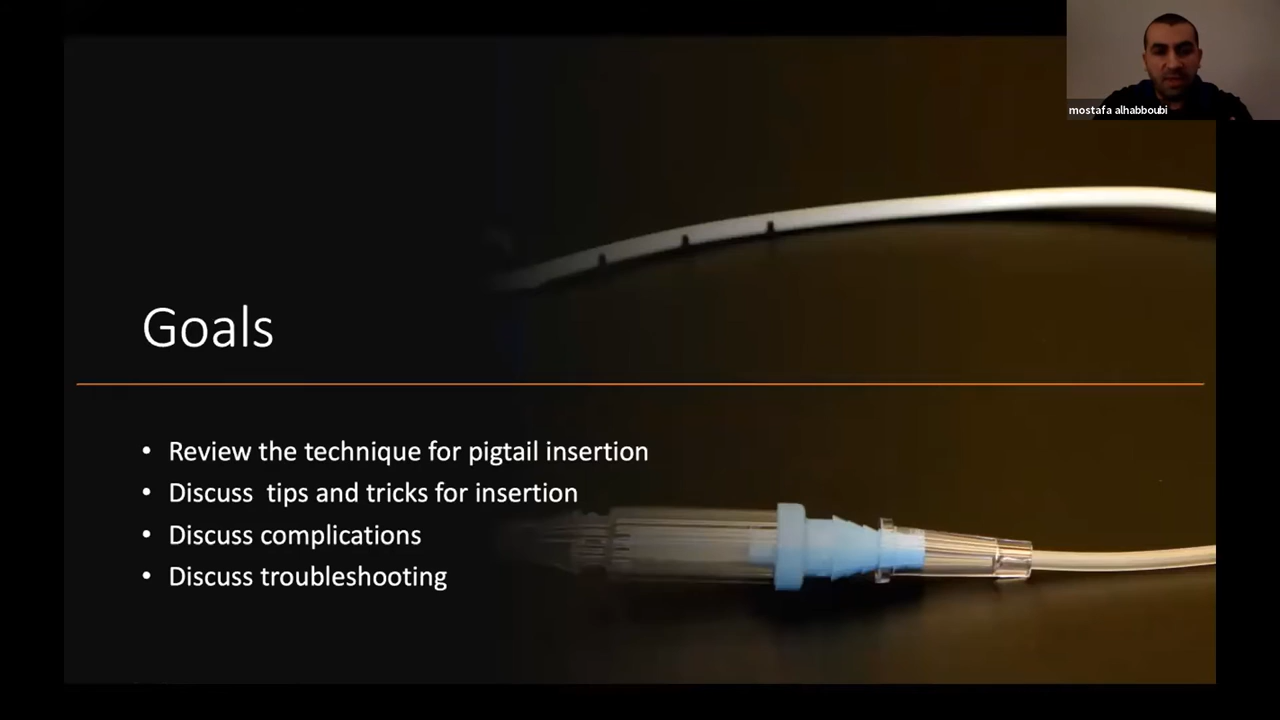 mostafa alhabboubi
Goals
• Review the technique for pigtail insertion
• Discuss  tips and tricks for insertion
• Discuss complications
• Discuss troubleshooting